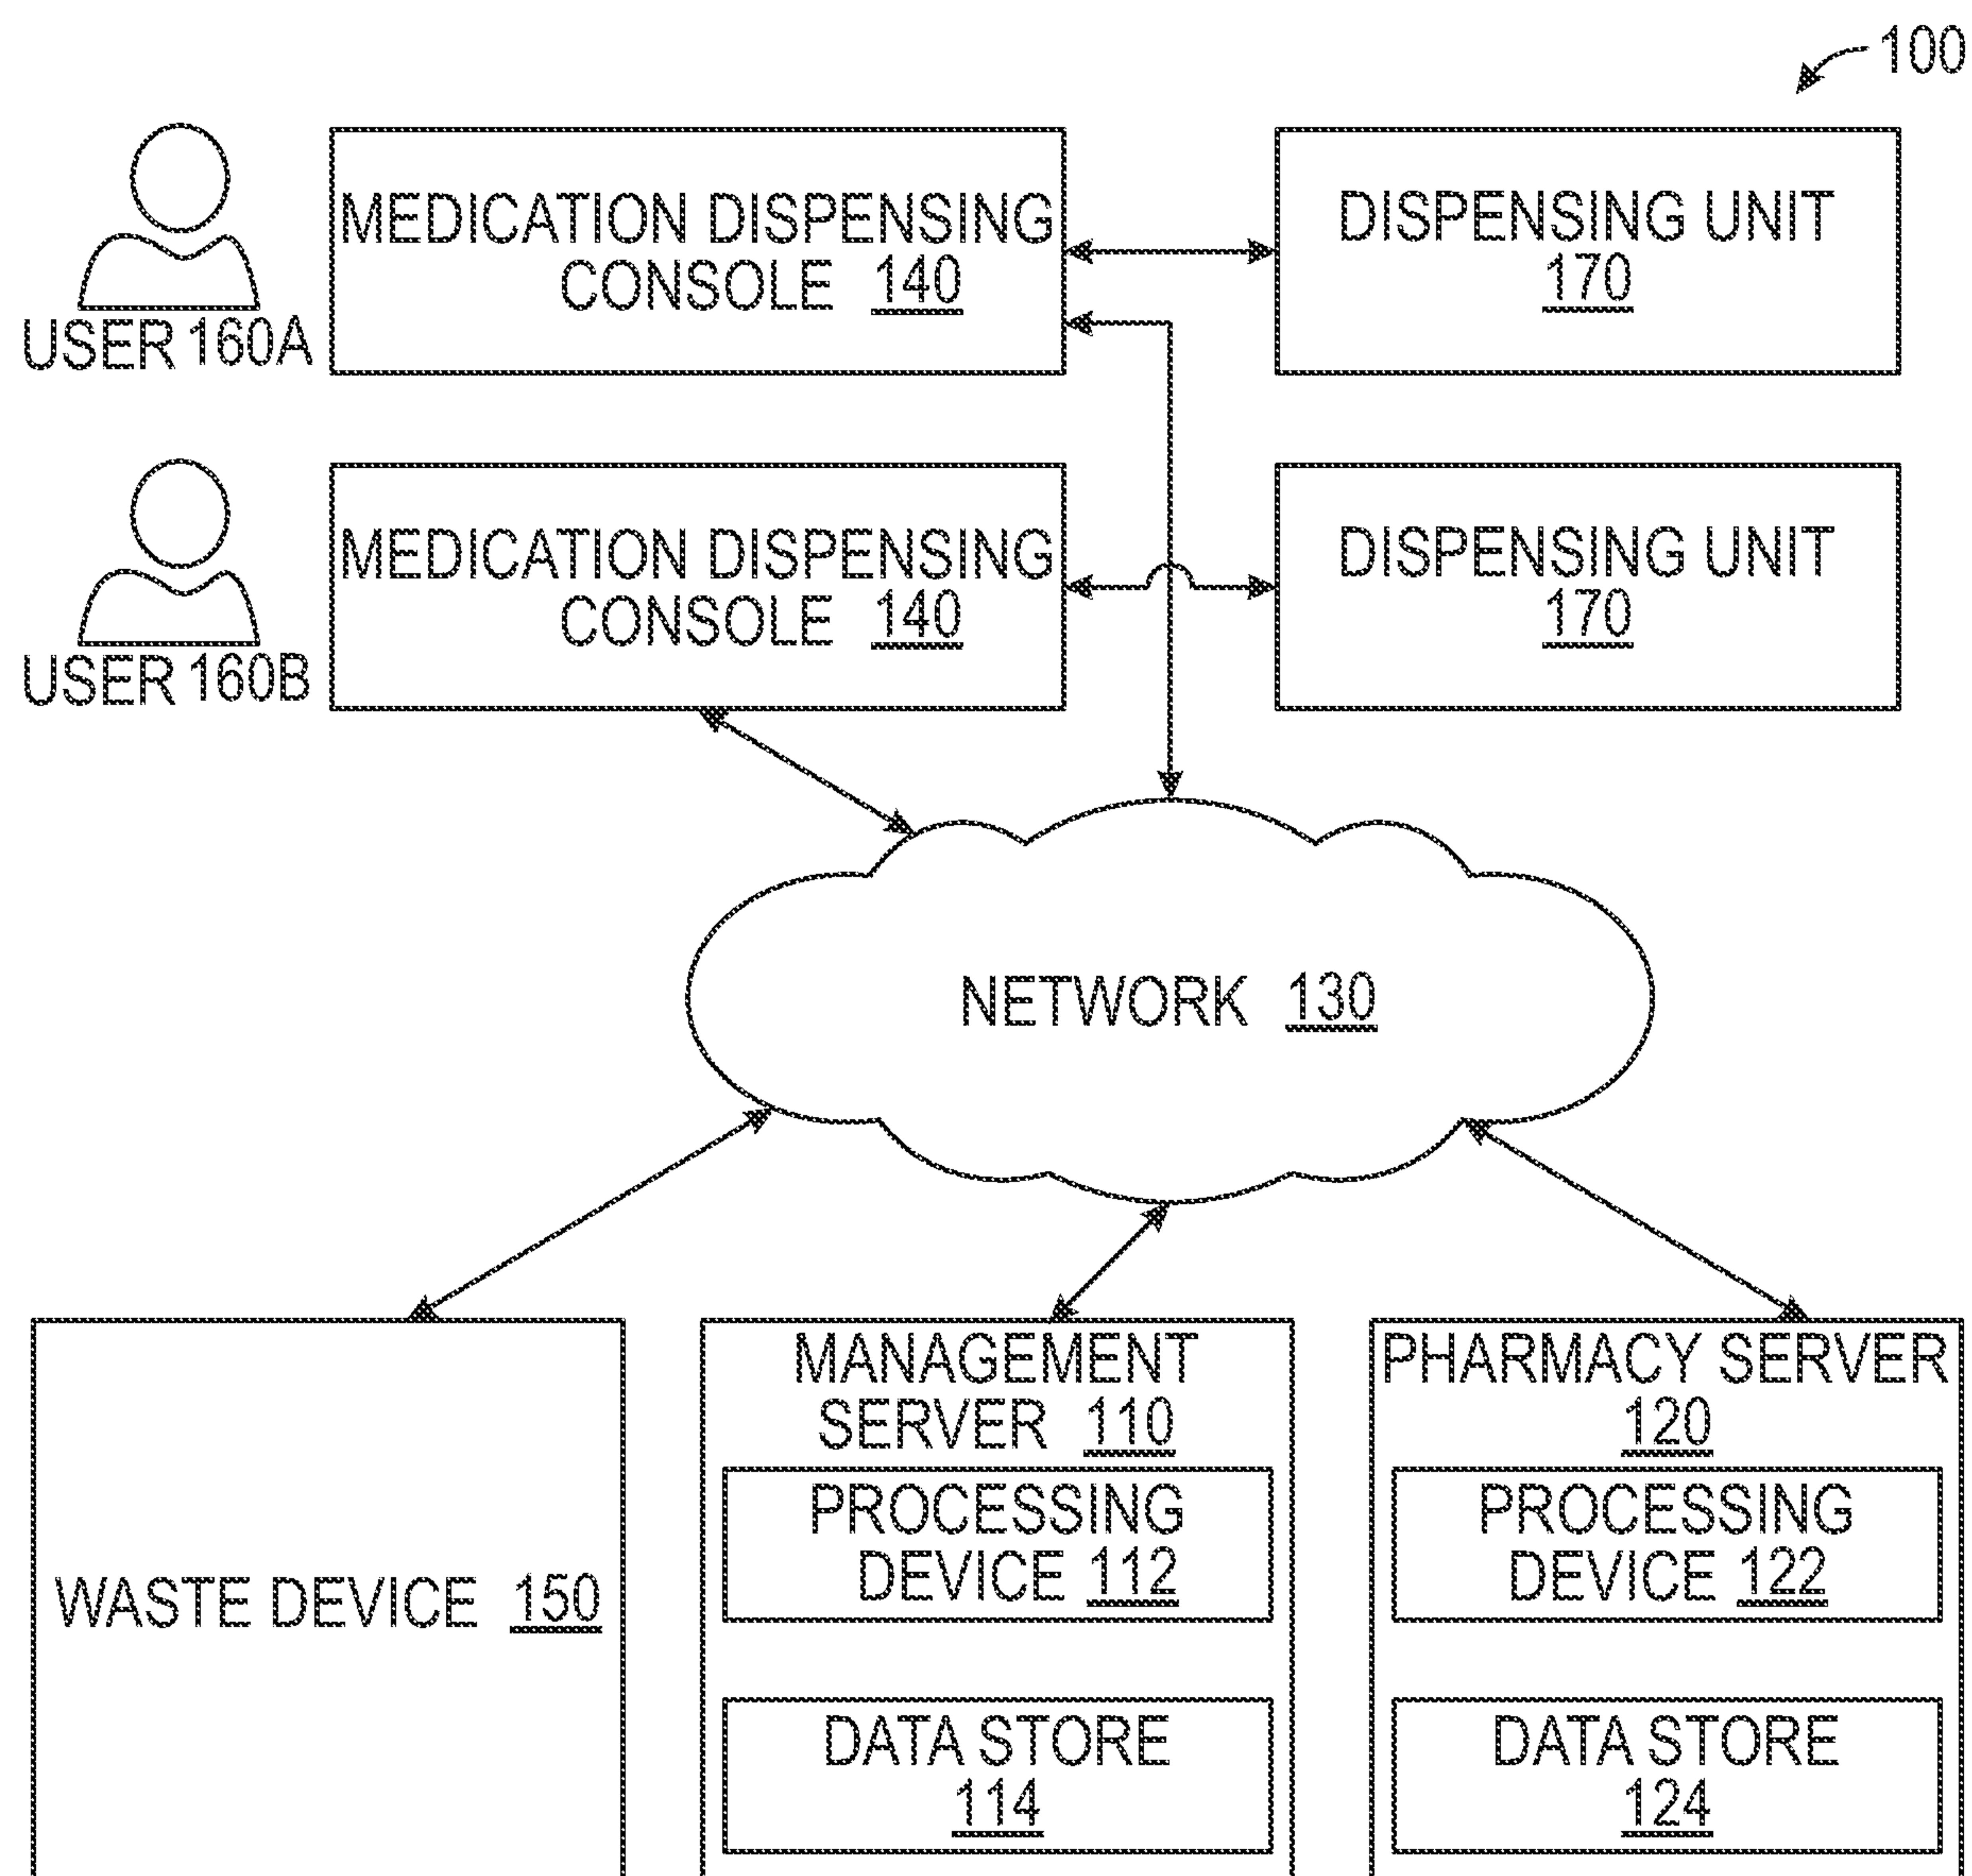 100
MEDICATION DISPENSING
CONSOLE 140
DISPENSING UNIT
170
USER 160A
MEDICATION DISPENSING
CONSOLE 140
DISPENSING UNIT
170
USER 160B
NETWORK 130
WASTE DEVICE 150
MANAGEMENT
SERVER 110
PROCESSING
DEVICE 112
DATA STORE
114
PHARMACY SERVER
120
PROCESSING
DEVICE 122
DATA STORE
124